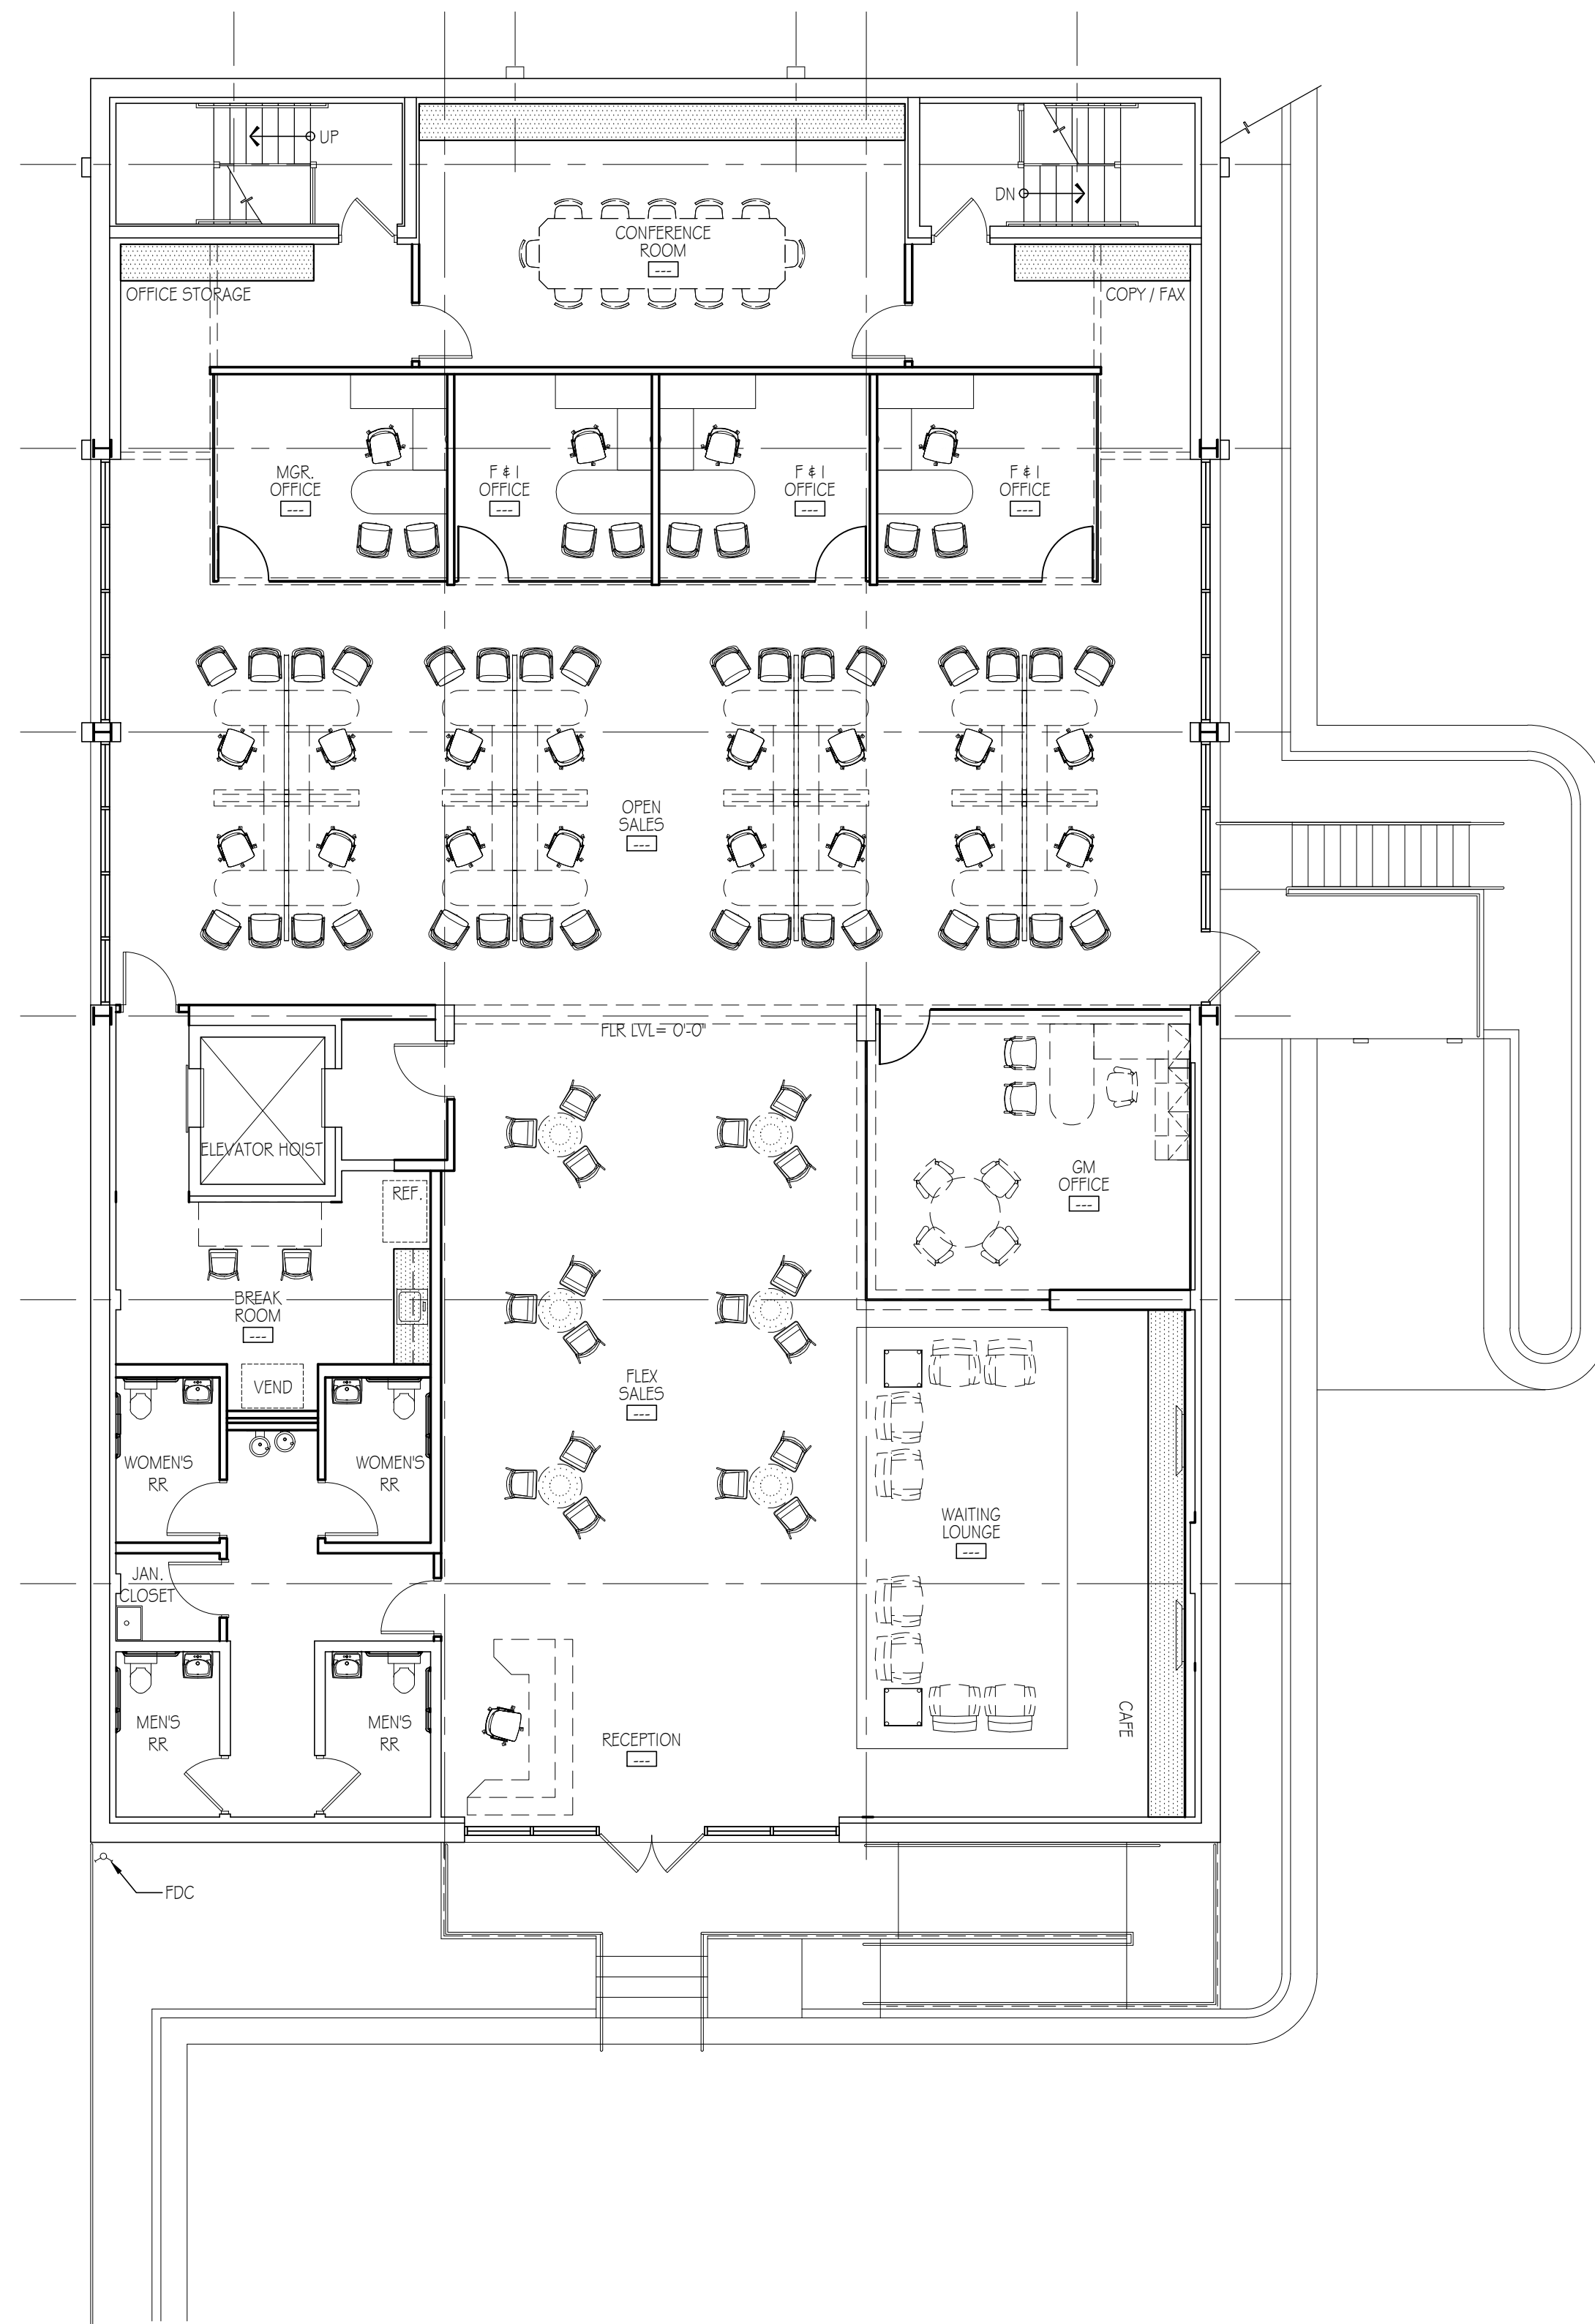 UP
DN
CONFERENCE
ROOM
---
OFFICE STORAGE
COPY / FAX
MGR.
OFFICE
---
F & I
OFFICE
---
F & I
OFFICE
---
F & I
OFFICE
---
OPEN
SALES
---
FLR LVL= 0'-0"
ELEVATOR HOIST
REF.
GM
OFFICE
---
BREAK
ROOM
---
VEND
FLEX
SALES
---
WOMEN'S
RR
WOMEN'S
RR
WAITING
LOUNGE
---
JAN.
CLOSET
MEN'S
RR
MEN'S
RR
RECEPTION
---
CAFE
FDC